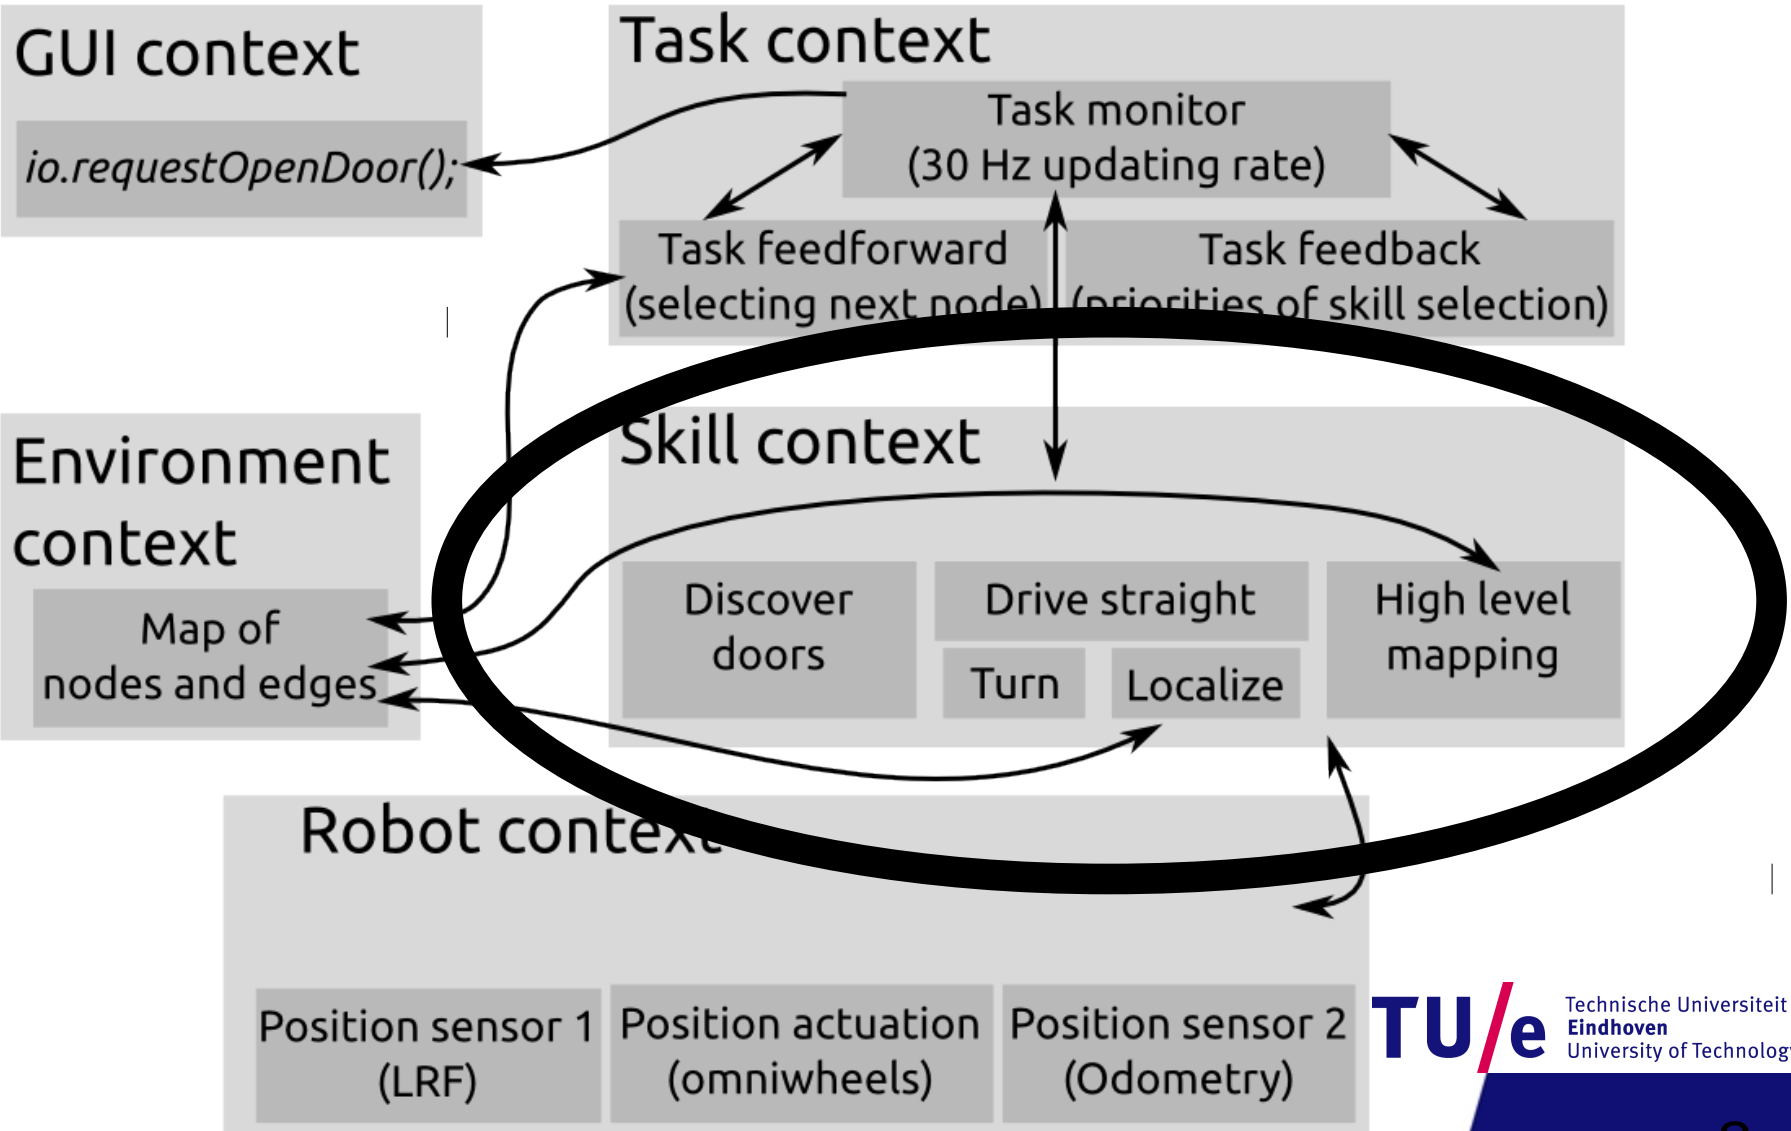 GUI context
io.requestOpenDoor();
Task context
Task monitor
(30 Hz updating rate)
Task feedforward
(selecting next node)
Task feedback
(priorities of skill selection)
Environment
context
Map of
nodes and edges
Skill context
Discover
doors
Drive straight
Turn
Localize
High level
mapping
Robot context
Position sensor 1
(LRF)
Position actuation
(omniwheels)
Position sensor 2
(Odometry)
TU/e
Technische Universiteit
Eindhoven
University of Technology